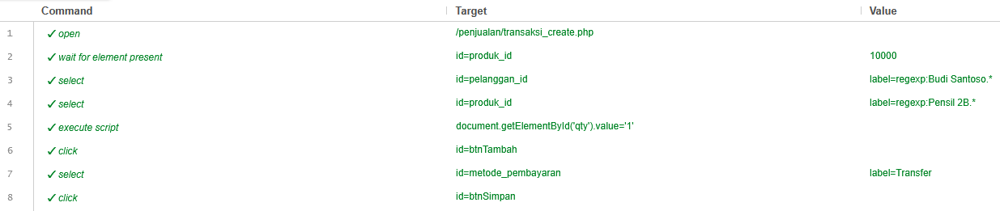 Command Target Value
1 ✓ open /penjualan/transaksi_create.php
2 ✓ wait for element present id=produk_id 10000
3 ✓ select id=pelanggan_id label=regexp:Budi Santoso.*
4 ✓ select id=produk_id label=regexp:Pensil 2B.*
5 ✓ execute script document.getElementById('qty').value='1'
6 ✓ click id=btnTambah
7 ✓ select id=metode_pembayaran label=Transfer
8 ✓ click id=btnSimpan